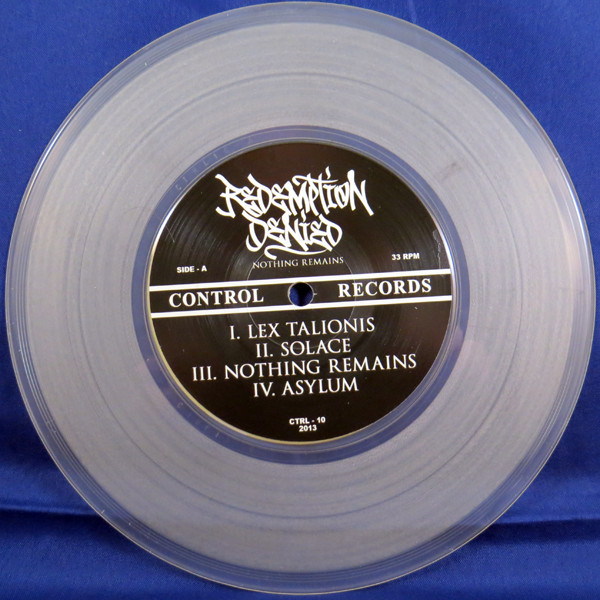 REDEMPTION
DENIED
NOTHING REMAINS
SIDE - A
33 RPM
CONTROL RECORDS
I. LEX TALIONIS
II. SOLACE
III. NOTHING REMAINS
IV. ASYLUM
CTRL - 10
2013